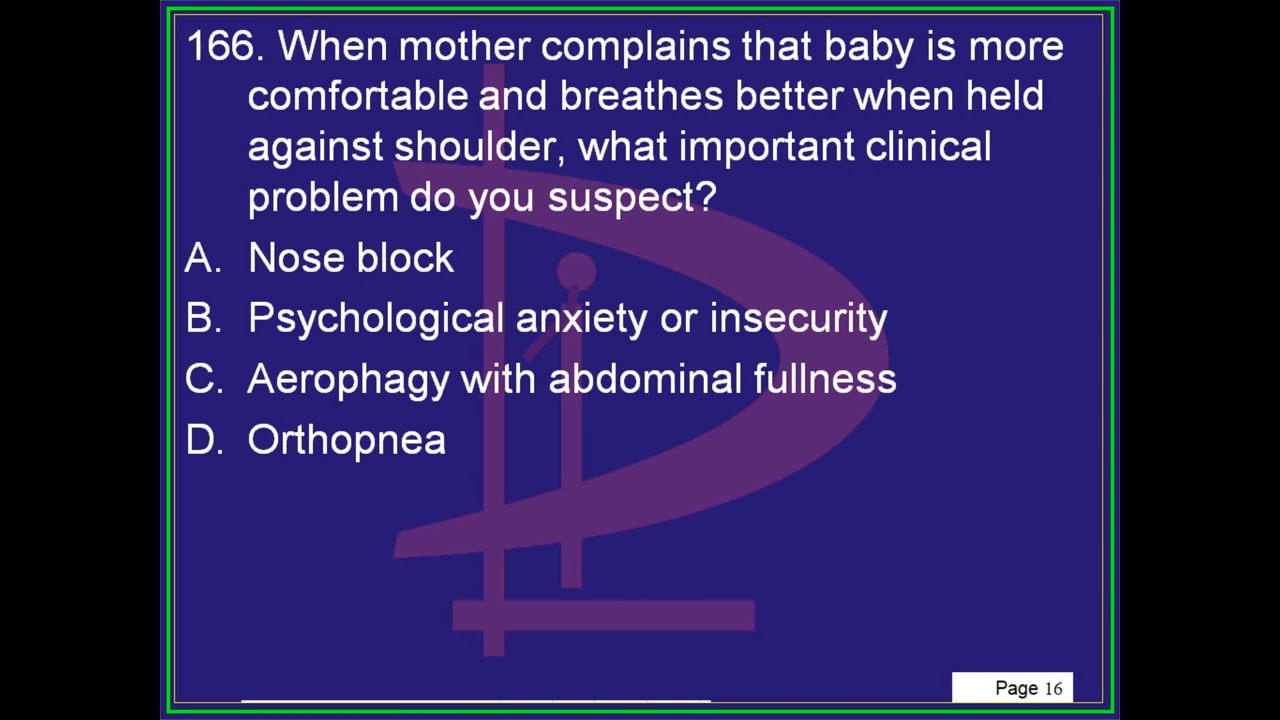 166. When mother complains that baby is more
comfortable and breathes better when held
against shoulder, what important clinical
problem do you suspect?
A. Nose block
B. Psychological anxiety or insecurity
C. Aerophagy with abdominal fullness
D. Orthopnea
Page 16